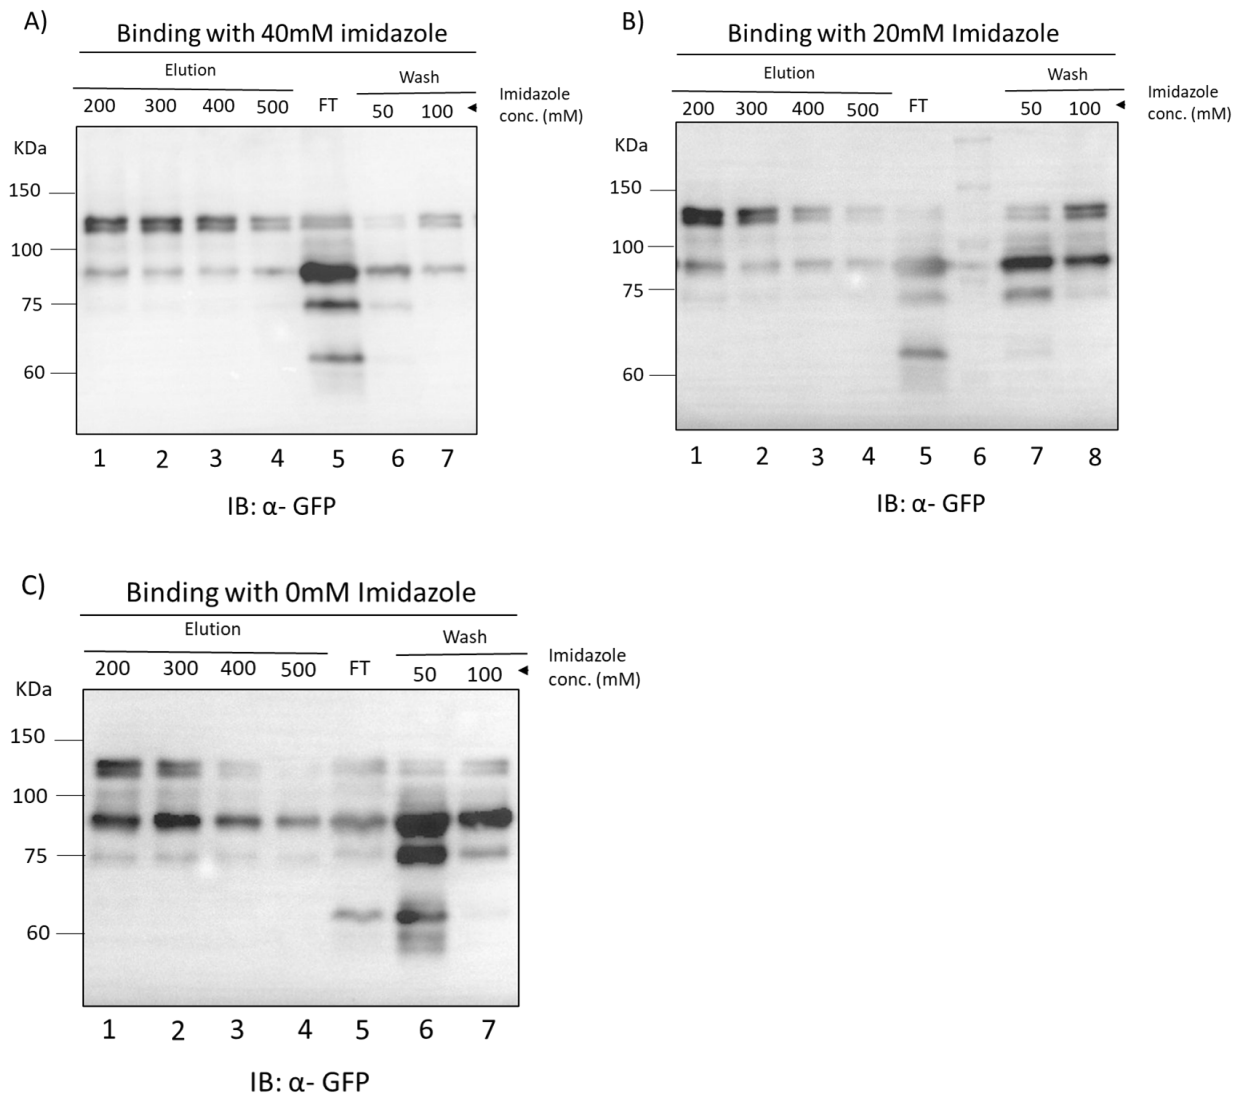 A)
Binding with 40mM imidazole
Elution
Wash
200 300 400 500 FT 50 100
Imidazole
conc. (mM)
KDa
150
100
75
60
1 2 3 4 5 6 7
IB: α- GFP
B)
Binding with 20mM Imidazole
Elution
Wash
200 300 400 500 FT 50 100
Imidazole
conc. (mM)
KDa
150
100
75
60
1 2 3 4 5 6 7 8
IB: α- GFP
C)
Binding with 0mM Imidazole
Elution
Wash
200 300 400 500 FT 50 100
Imidazole
conc. (mM)
KDa
150
100
75
60
1 2 3 4 5 6 7
IB: α- GFP